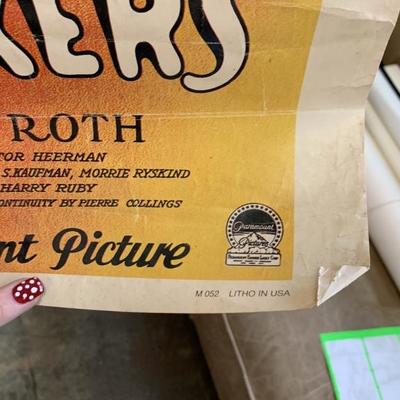 KERS
ROTH
TOR HEERMAN
S. KAUFMAN, MORRIE RYSKIND
HARRY RUBY
CONTINUITY BY PIERRE COLLINGS
nt Picture
Paramount
Pictures
M 052 LITHO IN USA